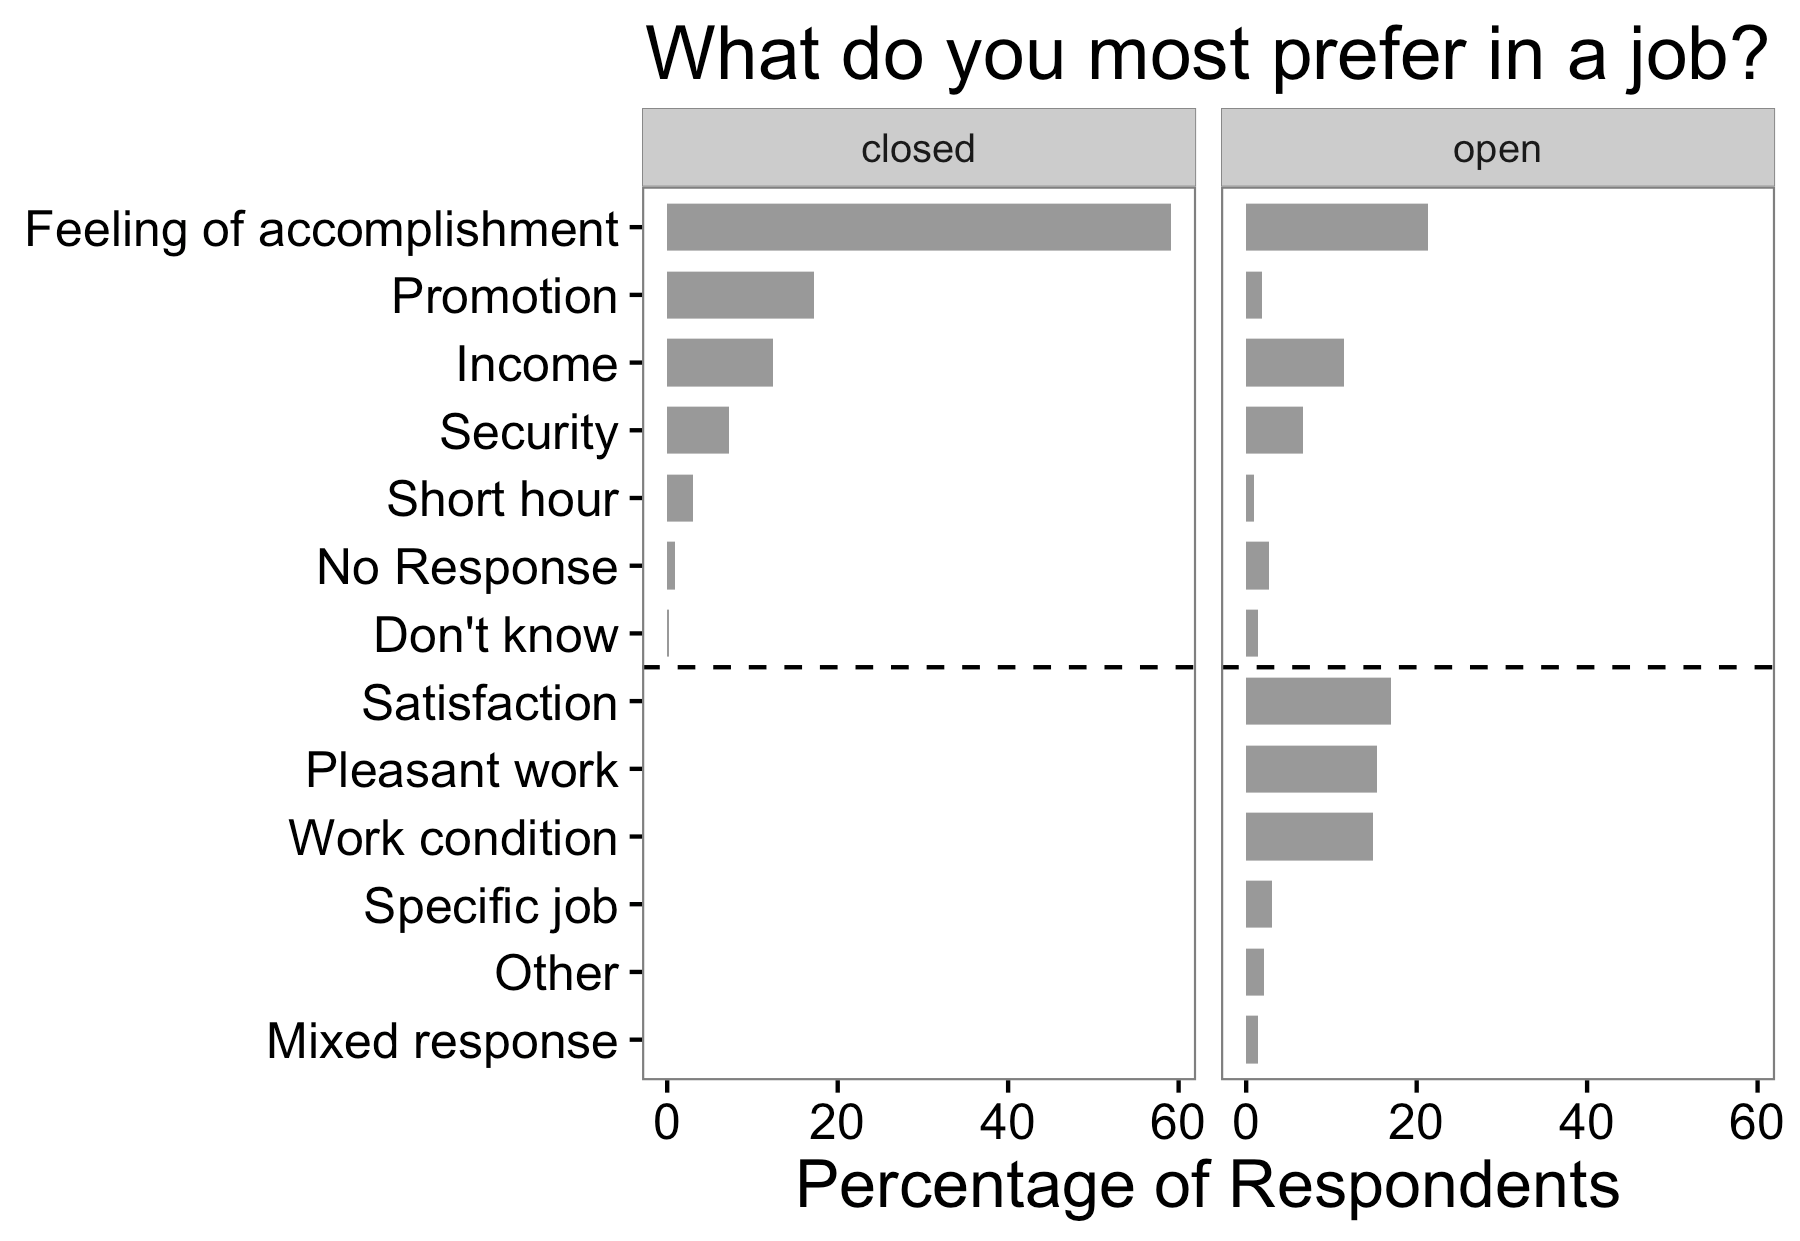 What do you most prefer in a job?
closed
open
Feeling of accomplishment
Promotion
Income
Security
Short hour
No Response
Don't know
Satisfaction
Pleasant work
Work condition
Specific job
Other
Mixed response
0 20 40 60 0 20 40 60
Percentage of Respondents